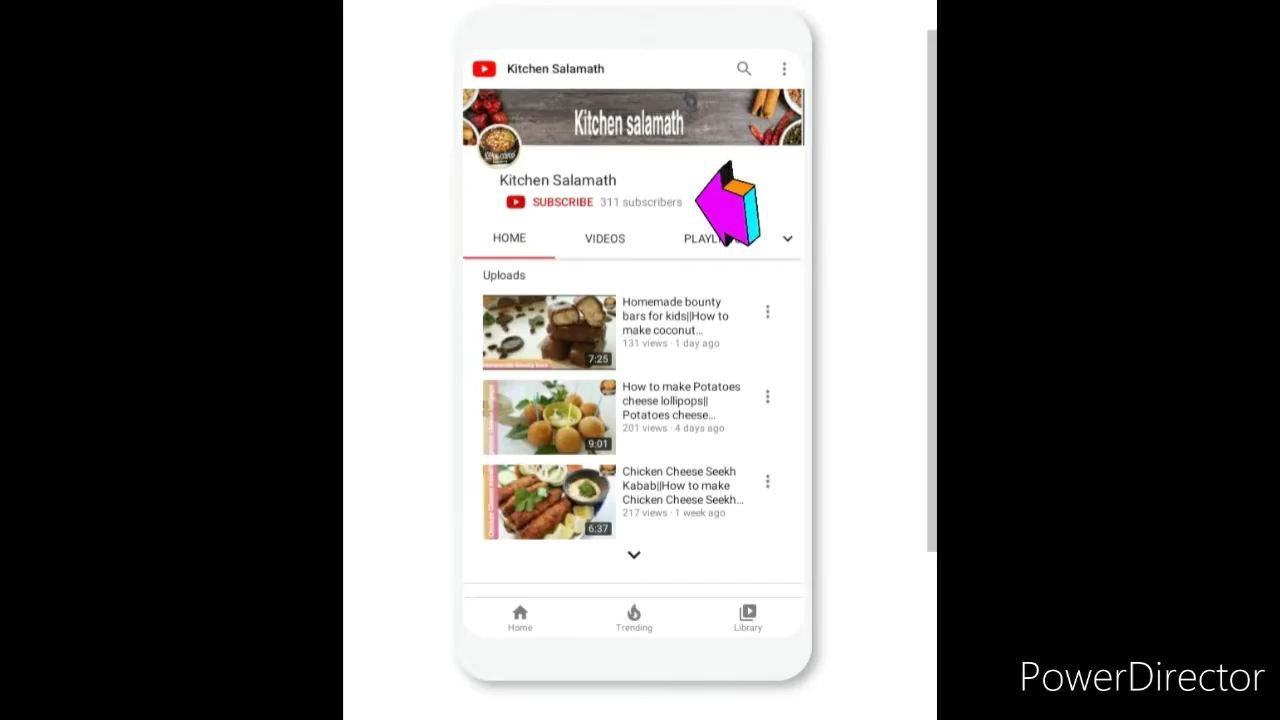 Kitchen Salamath
Kitchen salamath
Kitchen Salamath
SUBSCRIBE 311 subscribers
HOME VIDEOS
Uploads
Homemade bounty
bars for kids||How to
make coconut...
131 views · 1 day ago
7:25
How to make Potatoes
cheese lollipops||
Potatoes cheese...
201 views · 4 days ago
9:01
Chicken Cheese Seekh
Kabab||How to make
Chicken Cheese Seekh...
217 views · 1 week ago
6:37
Home Trending Library
PowerDirector